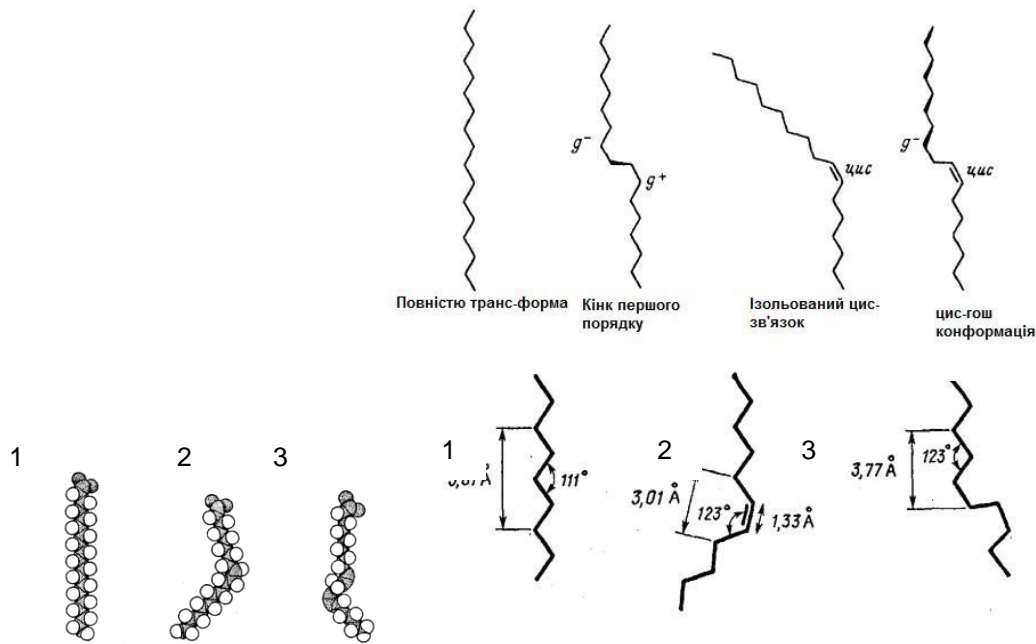 g⁻
g⁺
цис
g⁻
цис
Повністю транс-форма
Кінк першого
порядку
Ізольований цис-
зв'язок
цис-гош
конформація
1
2
3
1
111°
2
3,01 Å
123°
1,33 Å
3
3,77 Å
123°